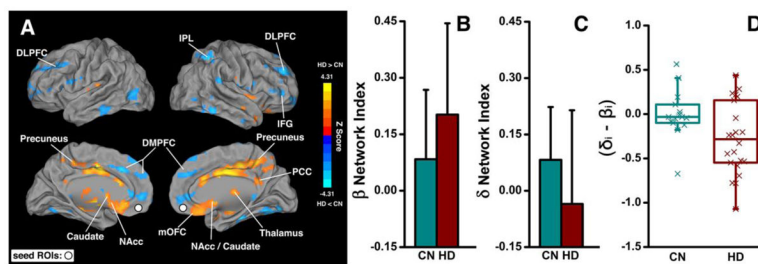 A
DLPFC
IPL
DLPFC
IFG
HD > CN
4.31
Z Score
-4.31
HD < CN
Precuneus
DMPFC
Precuneus
PCC
Caudate
NAcc
mOFC
NAcc / Caudate
Thalamus
seed ROIs:
B
β Network Index
0.45
0.30
0.15
0.00
-0.15
CN HD
C
δ Network Index
0.45
0.30
0.15
0.00
-0.15
CN HD
D
(δi - βi)
1.0
0.5
0.0
-0.5
-1.0
-1.5
CN HD